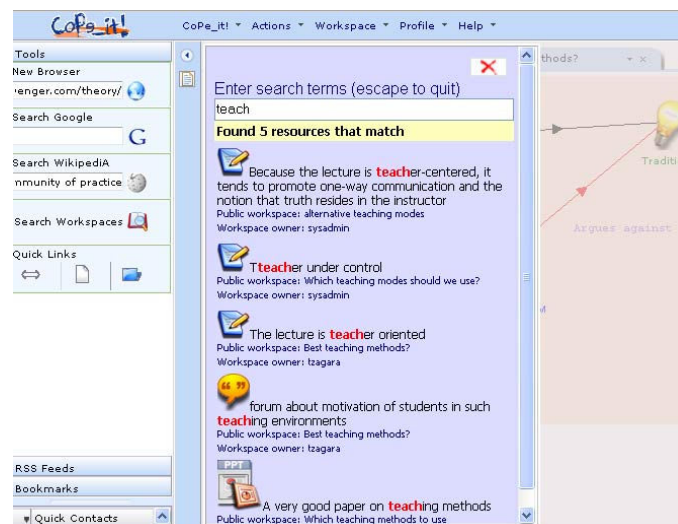 CoPe_it!
CoPe_it! Actions Workspace Profile Help
Tools
New Browser
enger.com/theory/
Search Google
G
Search WikipediA
mmunity of practice
Search Workspaces
Quick Links
RSS Feeds
Bookmarks
Quick Contacts
Enter search terms (escape to quit)
teach
Found 5 resources that match
Because the lecture is teacher-centered, it
tends to promote one-way communication and the
notion that truth resides in the instructor
Public workspace: alternative teaching modes
Workspace owner: sysadmin
Tteacher under control
Public workspace: Which teaching modes should we use?
Workspace owner: sysadmin
The lecture is teacher oriented
Public workspace: Best teaching methods?
Workspace owner: tzagara
forum about motivation of students in such
teaching environments
Public workspace: Best teaching methods?
Workspace owner: tzagara
PPT
A very good paper on teaching methods
Public workspace: Which teaching methods to use
thods?
Traditi
Argues against